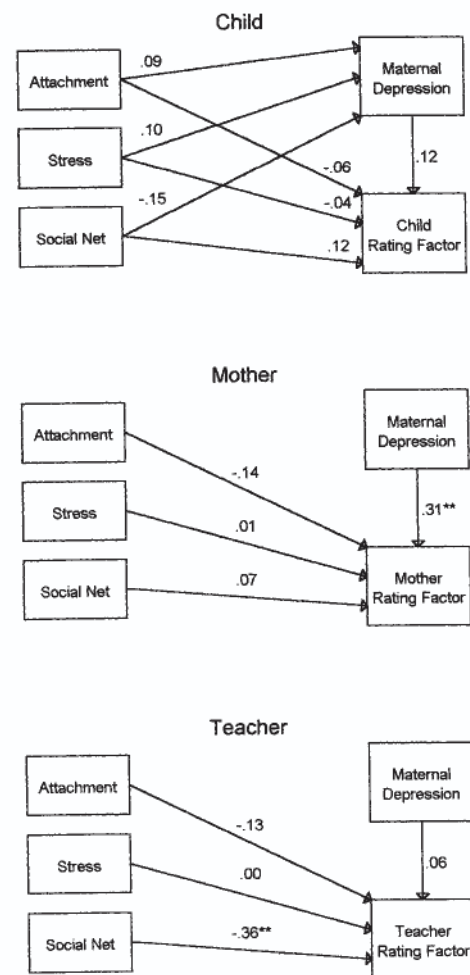 Child
.09
Attachment
Maternal
Depression
.10
Stress
-.06
.12
-.15
-.04
Child
Rating Factor
Social Net
.12
Mother
Attachment
Maternal
Depression
-.14
Stress
.31**
.01
Mother
Rating Factor
Social Net
.07
Teacher
Attachment
Maternal
Depression
-.13
Stress
.00
.06
Social Net
-.36**
Teacher
Rating Factor